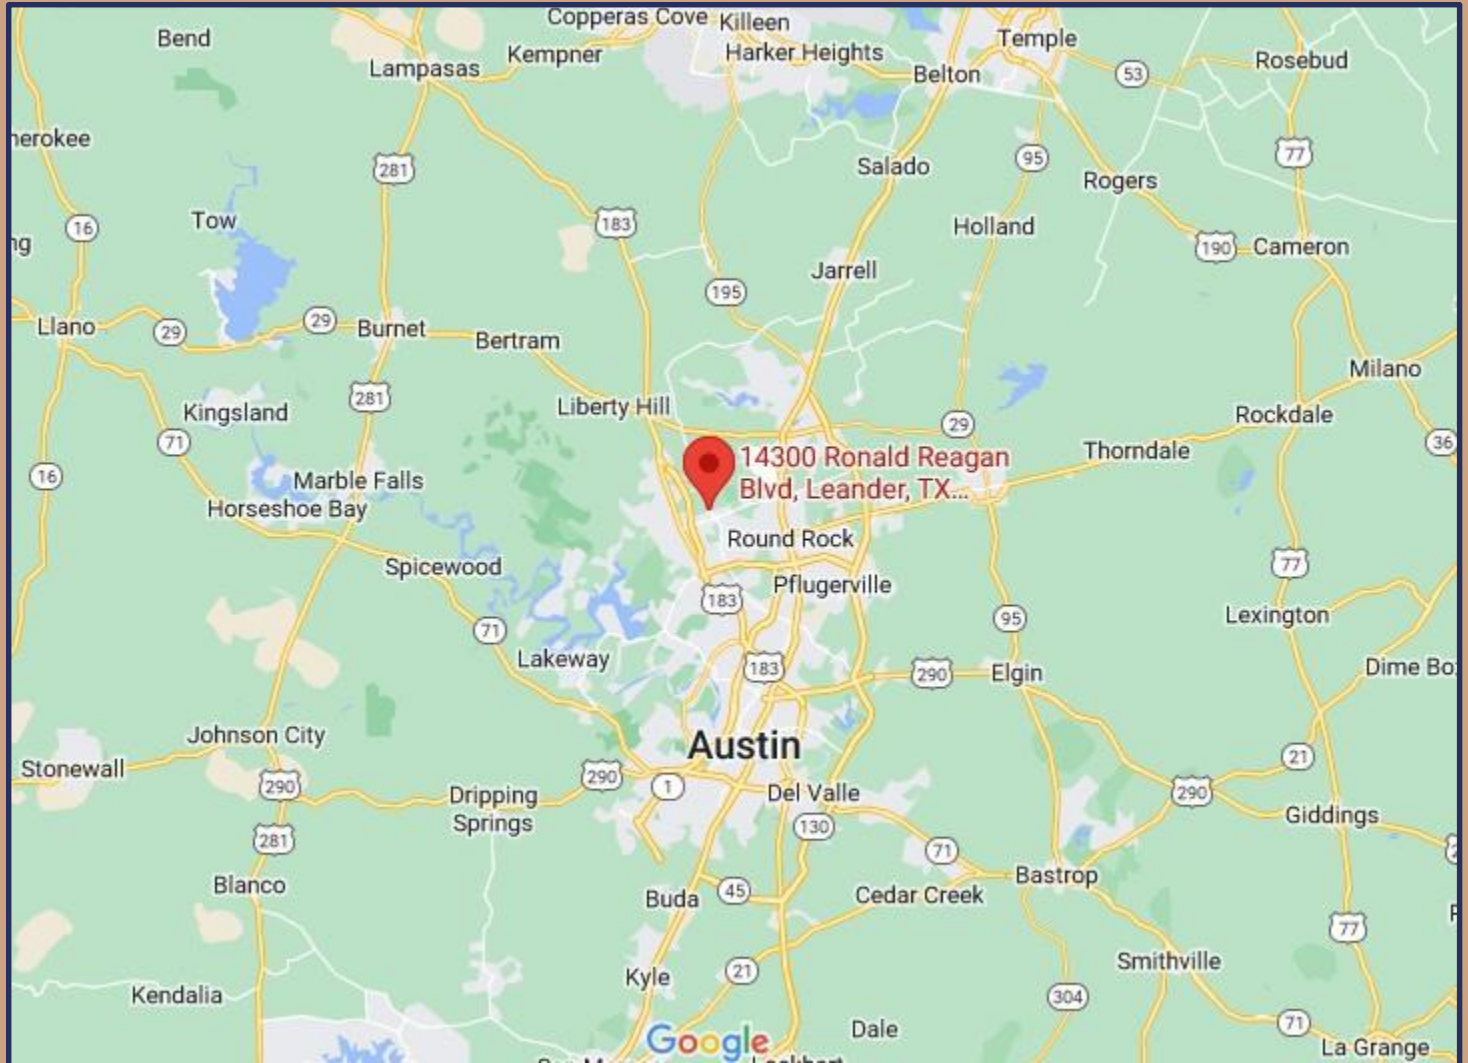 Copperas Cove
Killeen
Bend
Temple
Kempner
Harker Heights
Rosebud
Lampasas
Belton
53
herokee
77
95
Salado
281
Rogers
Tow
183
Holland
16
190
Cameron
Jarrell
195
29
Llano
29
Burnet
Bertram
Milano
281
Liberty Hill
Kingsland
Rockdale
29
71
36
Thorndale
14300 Ronald Reagan
Blvd, Leander, TX...
16
Marble Falls
Horseshoe Bay
Round Rock
Spicewood
77
Pflugerville
183
Lexington
95
71
Lakeway
183
290
Elgin
Johnson City
Austin
21
Stonewall
290
290
1
Del Valle
290
Dripping
Springs
Giddings
130
281
71
Blanco
Bastrop
Buda
45
Cedar Creek
77
Smithville
21
Kyle
Kendalia
304
71
Dale
Google
La Grange